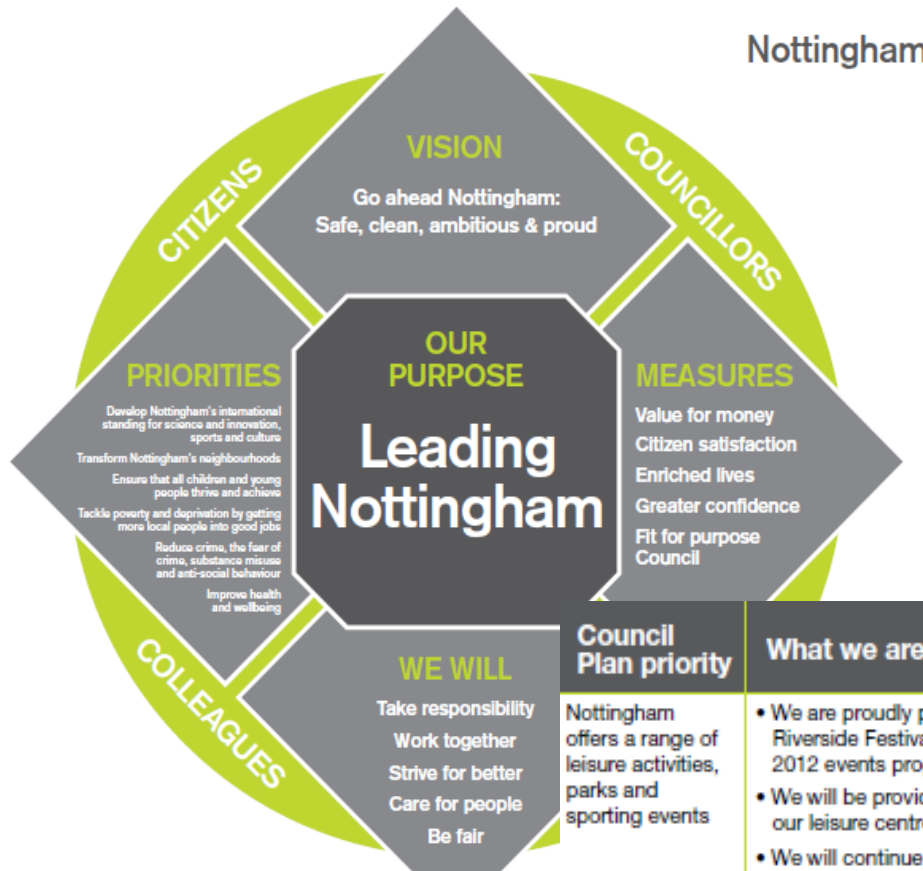 Nottingham
CITIZENS
COUNCILLORS
VISION
Go ahead Nottingham:
Safe, clean, ambitious & proud
PRIORITIES
Develop Nottingham's international
standing for science and innovation,
sports and culture
Transform Nottingham's neighbourhoods
Ensure that all children and young
people thrive and achieve
Tackle poverty and deprivation by getting
more local people into good jobs
Reduce crime, the fear of
crime, substance misuse
and anti-social behaviour
Improve health
and wellbeing
OUR
PURPOSE
Leading
Nottingham
MEASURES
Value for money
Citizen satisfaction
Enriched lives
Greater confidence
Fit for purpose
Council
COLLEAGUES
WE WILL
Take responsibility
Work together
Strive for better
Care for people
Be fair
Council
Plan priority
What we are
Nottingham
offers a range of
leisure activities,
parks and
sporting events
• We are proudly p
Riverside Festiva
2012 events pro
• We will be provid
our leisure centr
• We will continue